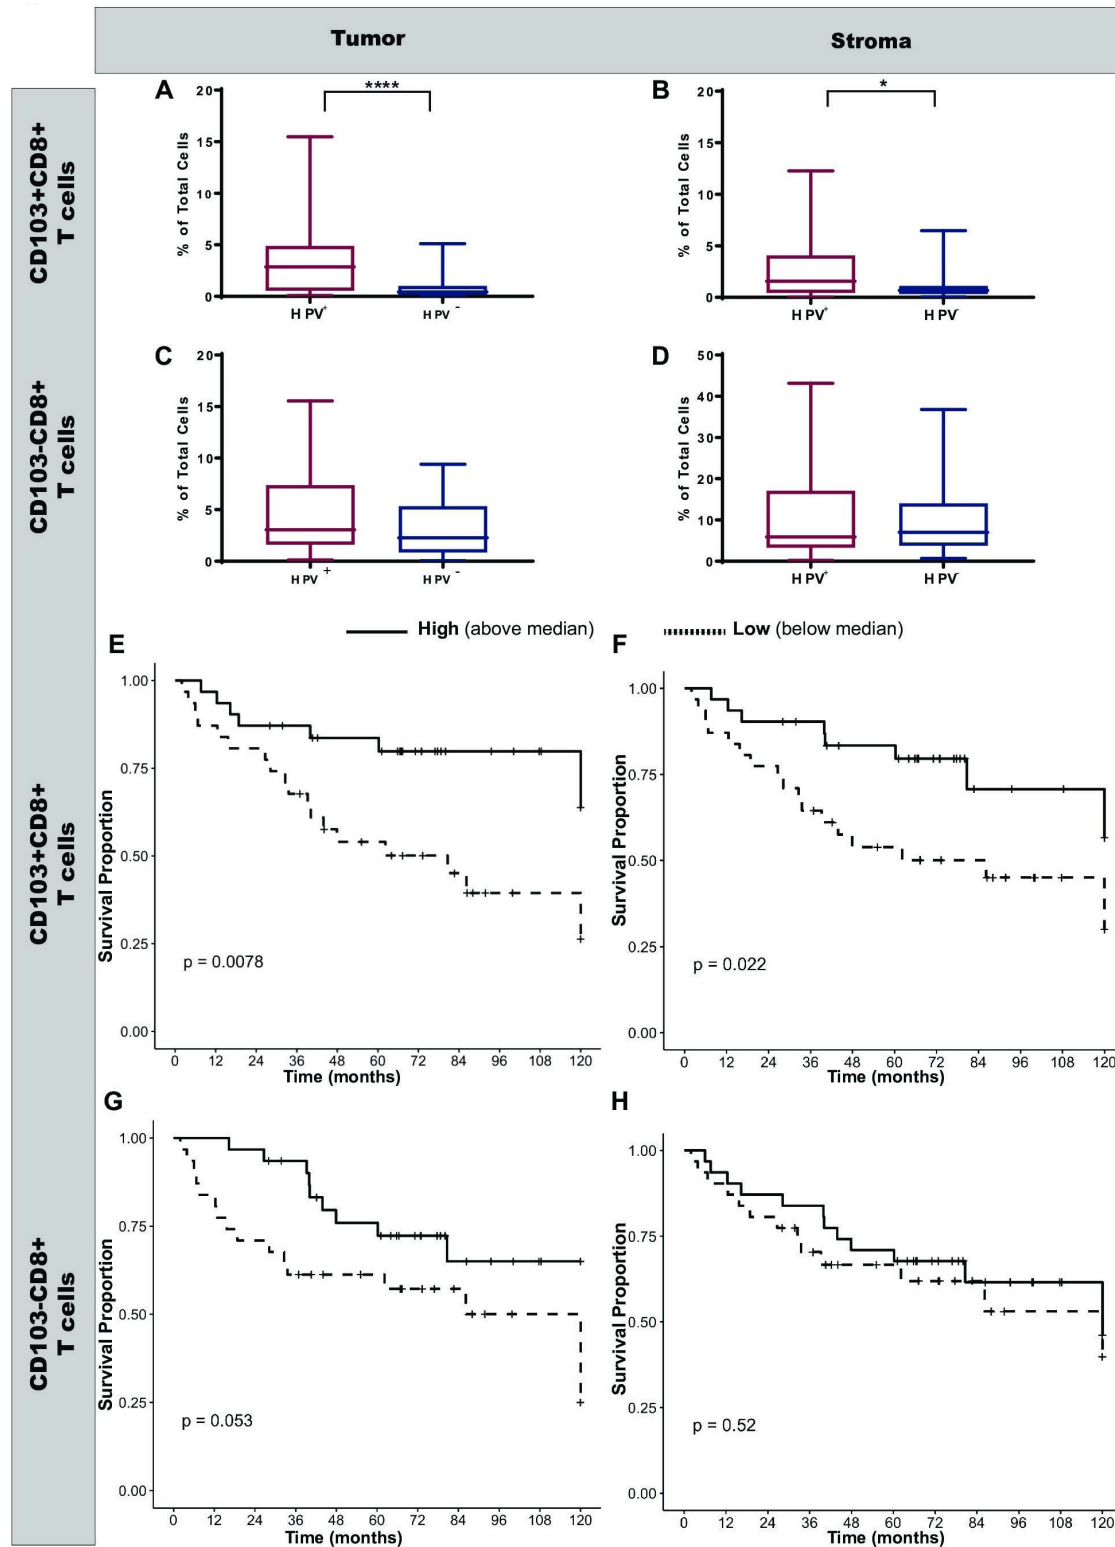 Tumor
Stroma
CD103+CD8+
T cells
A
****
20
15
10
5
0
% of Total Cells
HPV+
HPV-
B
*
20
15
10
5
0
% of Total Cells
HPV+
HPV-
CD103-CD8+
T cells
C
20
15
10
5
0
% of Total Cells
HPV+
HPV-
D
50
40
30
20
10
0
% of Total Cells
HPV+
HPV-
High (above median)
Low (below median)
CD103+CD8+
T cells
E
1.00
0.75
0.50
0.25
0.00
Survival Proportion
p = 0.0078
0 12 24 36 48 60 72 84 96 108 120
Time (months)
F
1.00
0.75
0.50
0.25
0.00
Survival Proportion
p = 0.022
0 12 24 36 48 60 72 84 96 108 120
Time (months)
CD103-CD8+
T cells
G
1.00
0.75
0.50
0.25
0.00
Survival Proportion
p = 0.053
0 12 24 36 48 60 72 84 96 108 120
Time (months)
H
1.00
0.75
0.50
0.25
0.00
Survival Proportion
p = 0.52
0 12 24 36 48 60 72 84 96 108 120
Time (months)